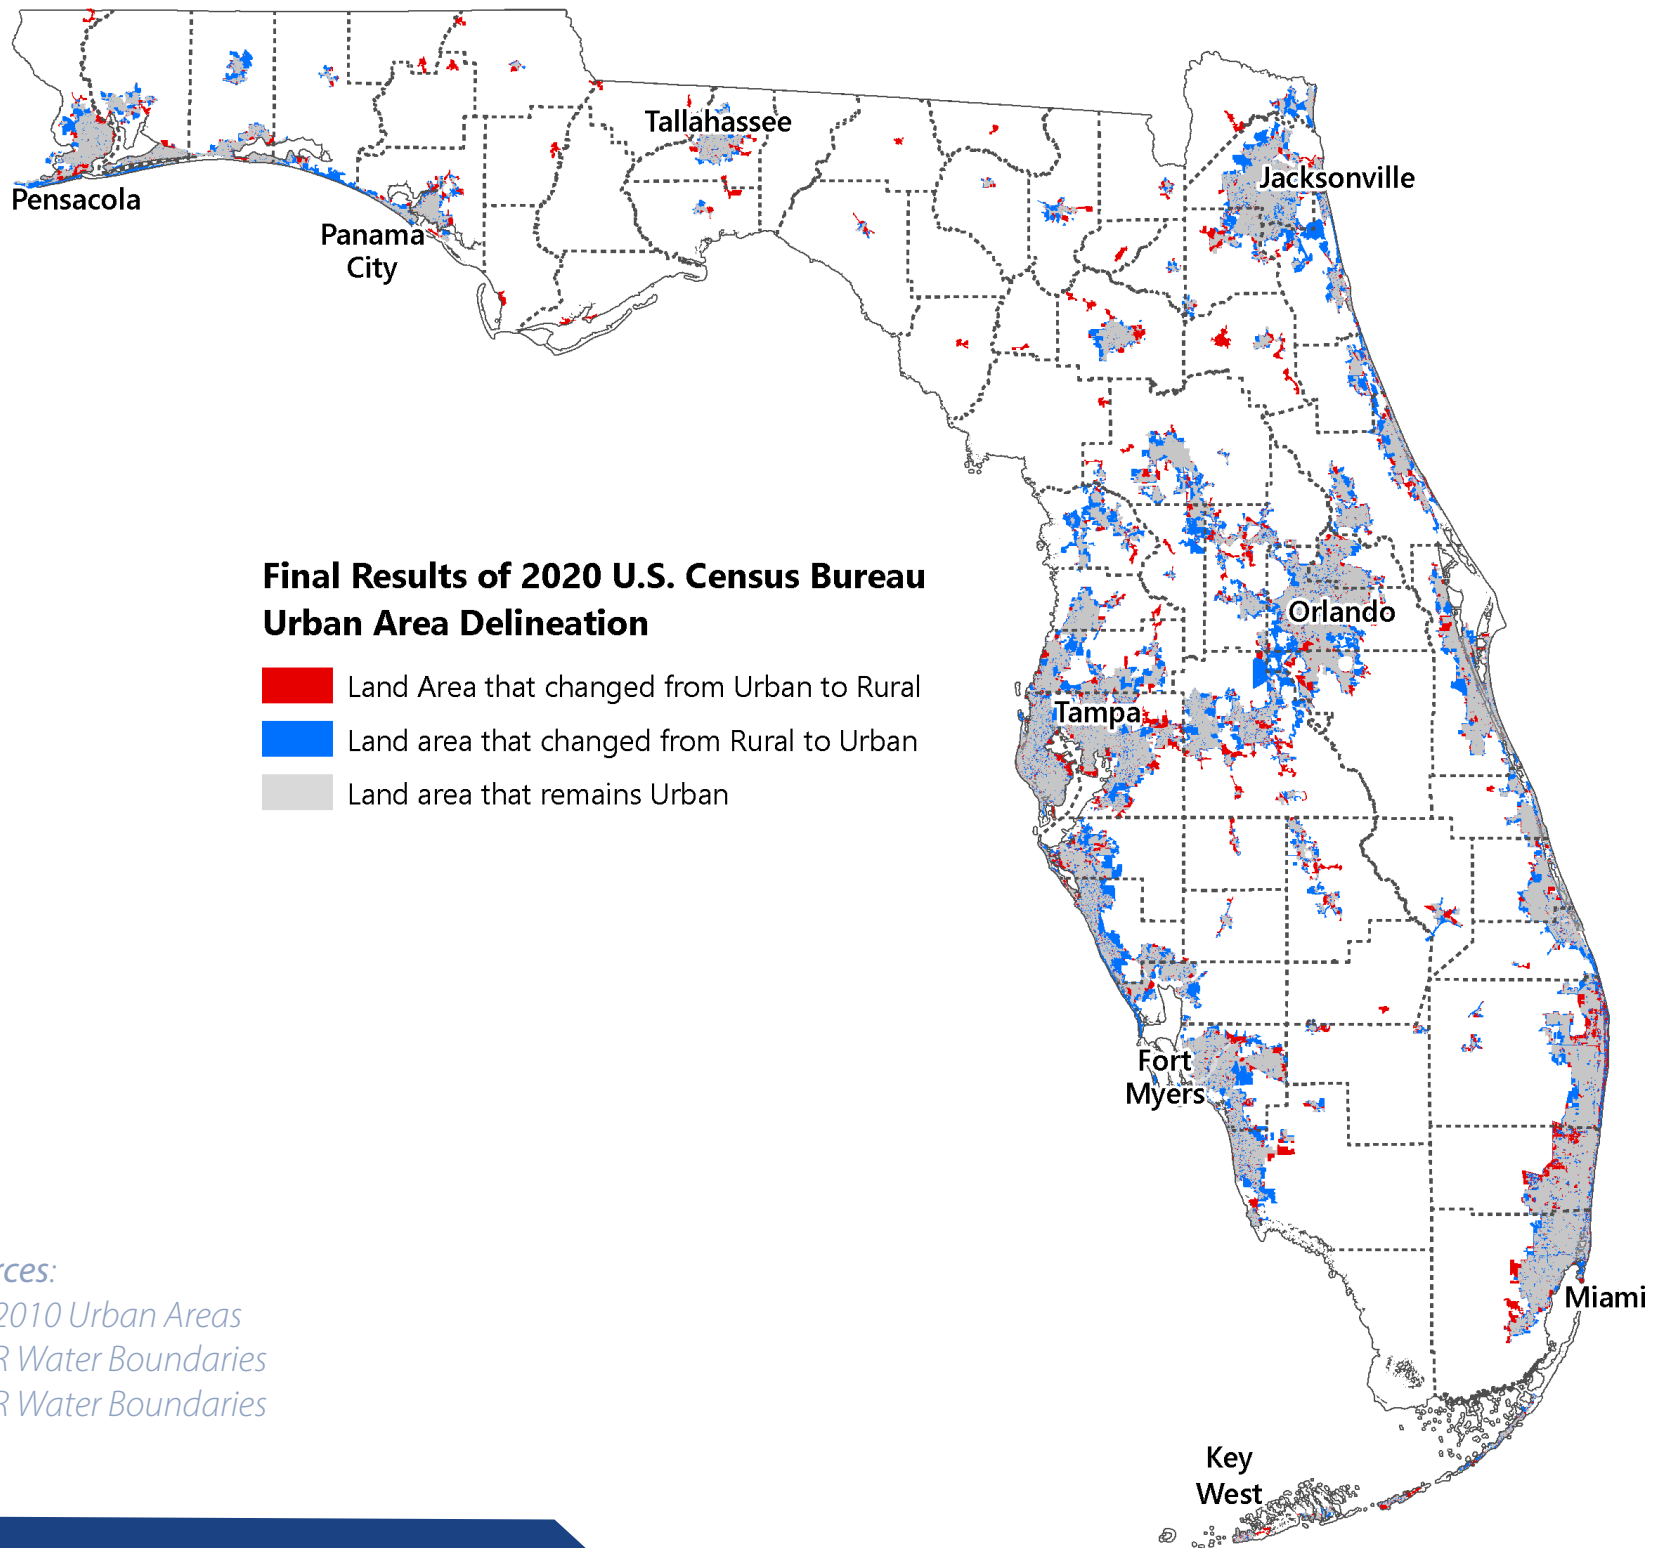 Tallahassee
Jacksonville
Pensacola
Panama
City
Final Results of 2020 U.S. Census Bureau
Urban Area Delineation
Land Area that changed from Urban to Rural
Land area that changed from Rural to Urban
Land area that remains Urban
Orlando
Tampa
Fort
Myers
Miami
Key
West
rces:
2010 Urban Areas
R Water Boundaries
R Water Boundaries